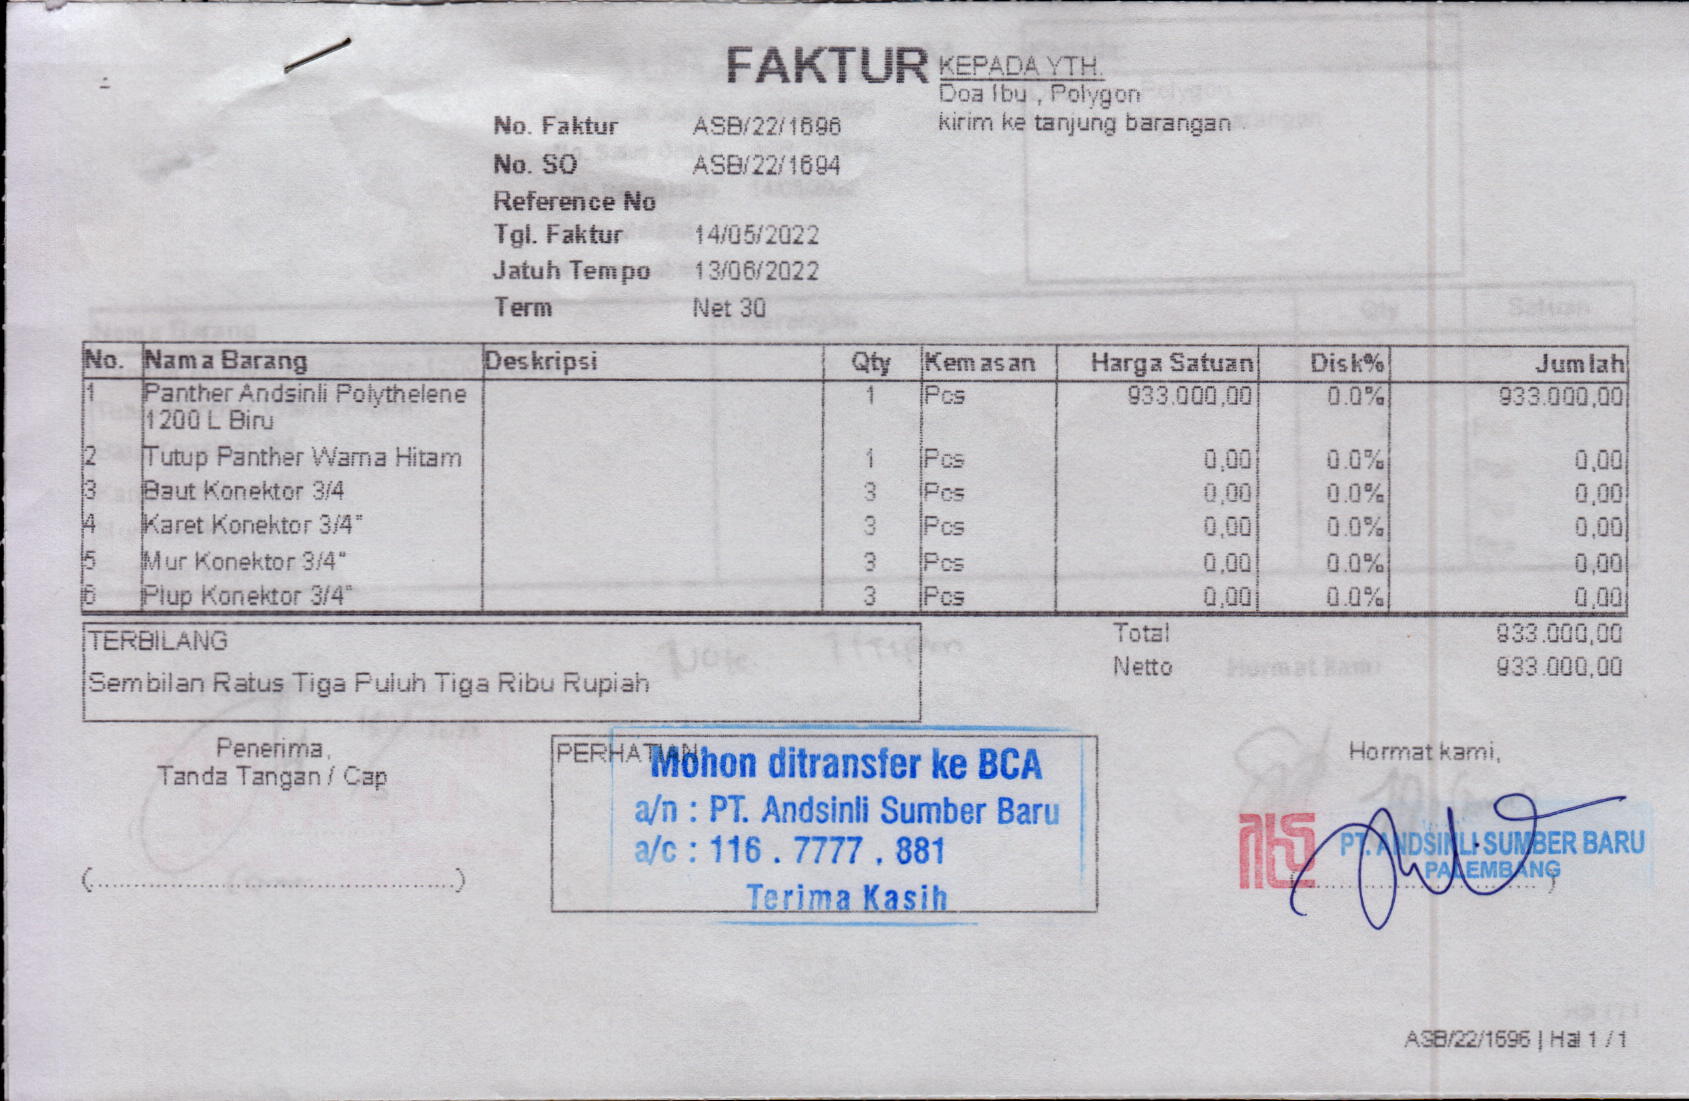 FAKTUR
KEPADA YTH.
Doa Ibu , Polygon
kirim ke tanjung barangan
No. Faktur ASB/22/1696
No. SO ASB/22/1694
Reference No
Tgl. Faktur 14/05/2022
Jatuh Tempo 13/06/2022
Term Net 30
No. Nama Barang Deskripsi Qty Kemasan Harga Satuan Disk% Jumlah
1 Panther Andsinli Polythelene 1 Pcs 933.000,00 0.0% 933.000,00
1200 L Biru
2 Tutup Panther Warna Hitam 1 Pcs 0,00 0.0% 0,00
3 Baut Konektor 3/4 3 Pcs 0,00 0.0% 0,00
4 Karet Konektor 3/4" 3 Pcs 0,00 0.0% 0,00
5 Mur Konektor 3/4" 3 Pcs 0,00 0.0% 0,00
6 Plup Konektor 3/4" 3 Pcs 0,00 0.0% 0,00
TERBILANG
Sembilan Ratus Tiga Puluh Tiga Ribu Rupiah
Total 933.000,00
Netto 933.000,00
Penerima,
Tanda Tangan / Cap
(........................................)
PERHATIAN
Mohon ditransfer ke BCA
a/n : PT. Andsinli Sumber Baru
a/c : 116 . 7777 . 881
Terima Kasih
Hormat kami,
PT. ANDSINLI SUMBER BARU
PALEMBANG
ASB/22/1696 | Hal 1 / 1